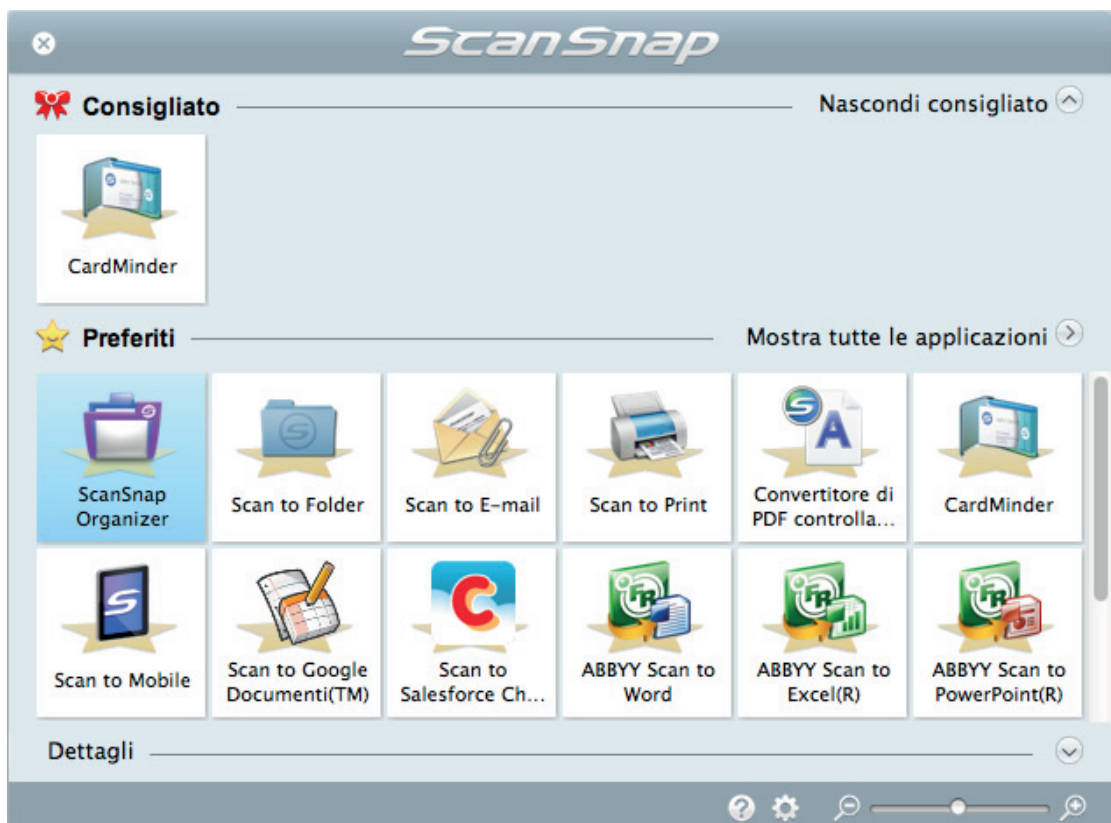 ScanSnap
Consigliato
Nascondi consigliato
CardMinder
Preferiti
Mostra tutte le applicazioni
ScanSnap
Organizer
Scan to Folder
Scan to E-mail
Scan to Print
Convertitore di
PDF controlla...
CardMinder
Scan to Mobile
Scan to Google
Documenti(TM)
Scan to
Salesforce Ch...
ABBYY Scan to
Word
ABBYY Scan to
Excel(R)
ABBYY Scan to
PowerPoint(R)
Dettagli